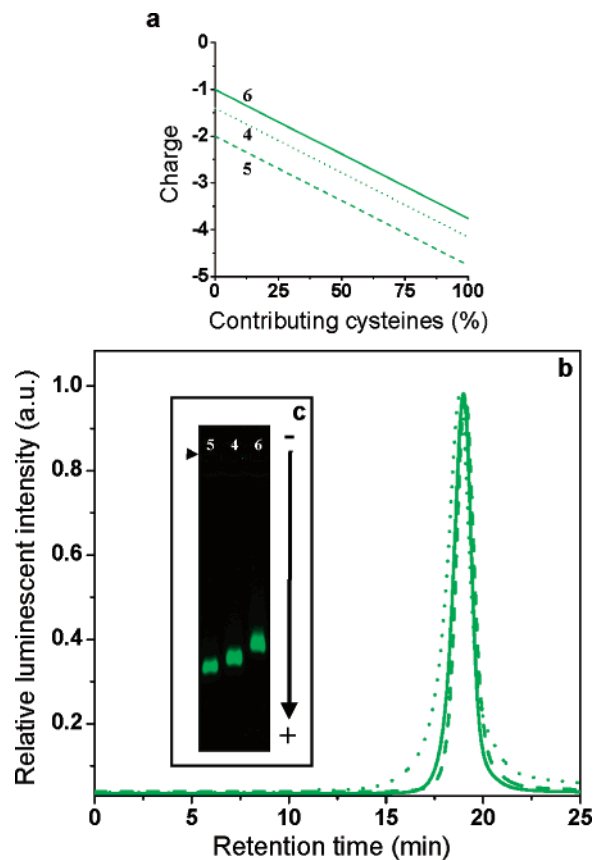 a
0
-1
-2
-3
-4
-5
Charge
6
4
5
0 25 50 75 100
Contributing cysteines (%)
b
1.0
0.8
0.6
0.4
0.2
Relative luminescent intensity (a.u.)
c
5 4 6
-
+
0 5 10 15 20 25
Retention time (min)